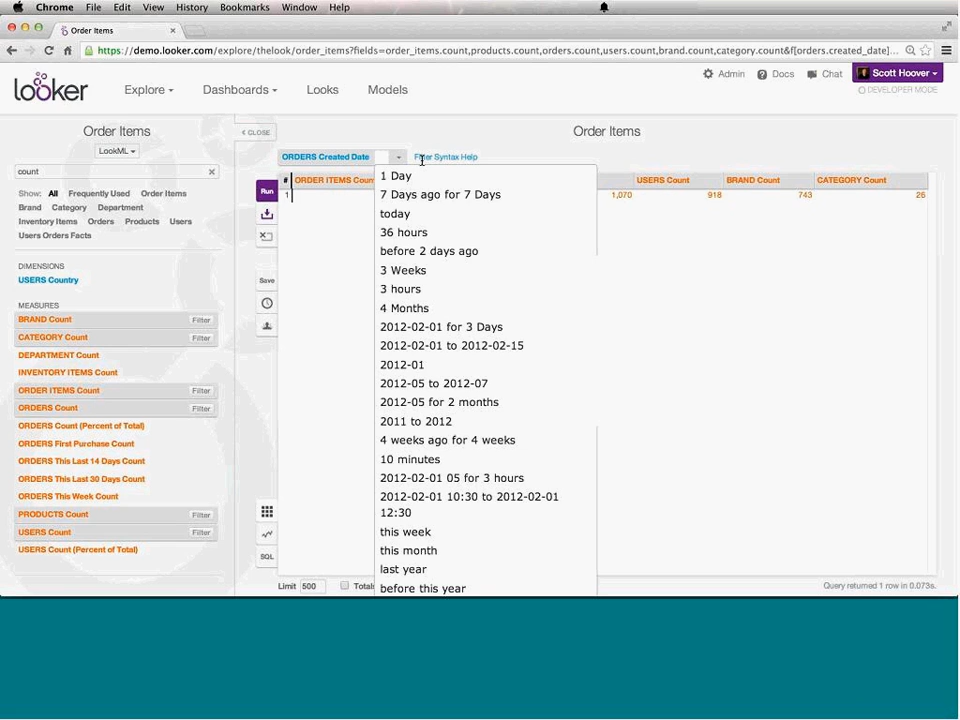 Chrome File Edit View History Bookmarks Window Help
Order Items
https://demo.looker.com/explore/thelook/order_items?fields=order_items.count,products.count,orders.count,users.count,brand.count,category.count&f[orders.created_date]...
looker
Explore Dashboards Looks Models
Admin Docs Chat Scott Hoover
DEVELOPER MODE
Order Items
LookML
count
Show: All Frequently Used Order Items
Brand Category Department
Inventory Items Orders Products Users
Users Orders Facts
DIMENSIONS
USERS Country
MEASURES
BRAND Count Filter
CATEGORY Count Filter
DEPARTMENT Count
INVENTORY ITEMS Count
ORDER ITEMS Count Filter
ORDERS Count Filter
ORDERS Count (Percent of Total)
ORDERS First Purchase Count
ORDERS This Last 14 Days Count
ORDERS This Last 30 Days Count
ORDERS This Week Count
PRODUCTS Count Filter
USERS Count Filter
USERS Count (Percent of Total)
CLOSE
Order Items
ORDERS Created Date Filter Syntax Help
Run
Save
SQL
# ORDER ITEMS Coun USERS Count BRAND Count CATEGORY Count
1 1,070 918 743 26
1 Day
7 Days ago for 7 Days
today
36 hours
before 2 days ago
3 Weeks
3 hours
4 Months
2012-02-01 for 3 Days
2012-02-01 to 2012-02-15
2012-01
2012-05 to 2012-07
2012-05 for 2 months
2011 to 2012
4 weeks ago for 4 weeks
10 minutes
2012-02-01 05 for 3 hours
2012-02-01 10:30 to 2012-02-01
12:30
this week
this month
last year
before this year
Limit 500 Totals
Query returned 1 row in 0.073s.